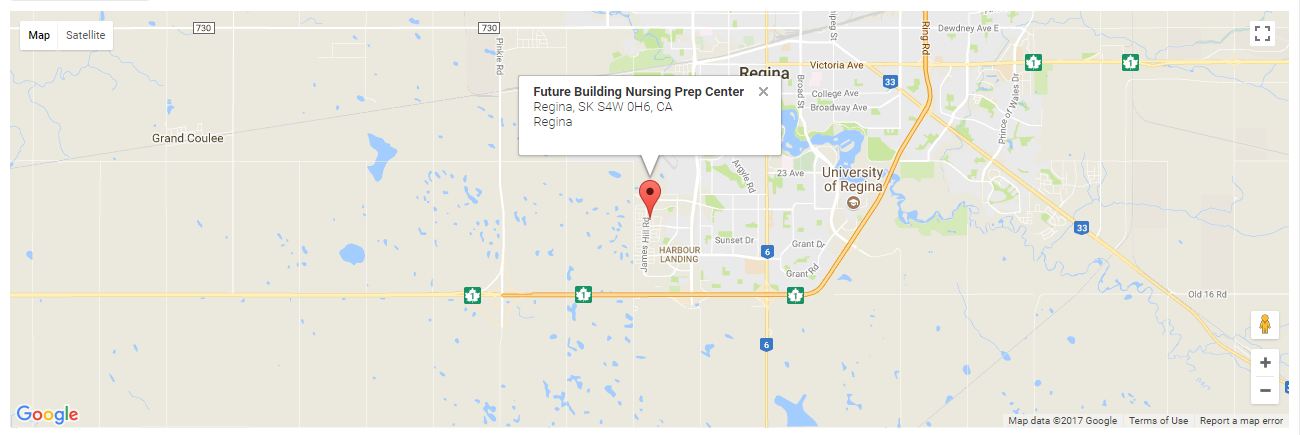 730
730
Map
Satellite
Pinkie Rd
Winnipeg St
Ring Rd
Dewdney Ave E
1
1
Victoria Ave
Regina
33
Broad St
College Ave
Broadway Ave
Prince of Wales Dr
Future Building Nursing Prep Center
Regina, SK S4W 0H6, CA
Regina
Grand Coulee
Argyle Rd
23 Ave
University
of Regina
James Hill Rd
33
Sunset Dr
Grant Dr
HARBOUR
LANDING
6
Grant Rd
1
1
1
Old 16 Rd
6
+
−
Google
Map data ©2017 Google
Terms of Use
Report a map error